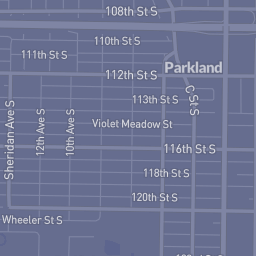 108th St S
110th St S
111th St S
Parkland
112th St S
113th St S
C St S
Violet Meadow St
Sheridan Ave S
12th Ave S
10th Ave S
116th St S
118th St S
120th St S
Wheeler St S